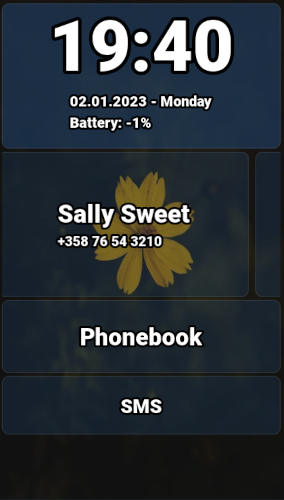 19:40
02.01.2023 - Monday
Battery: -1%
Sally Sweet
+358 76 54 3210
Phonebook
SMS